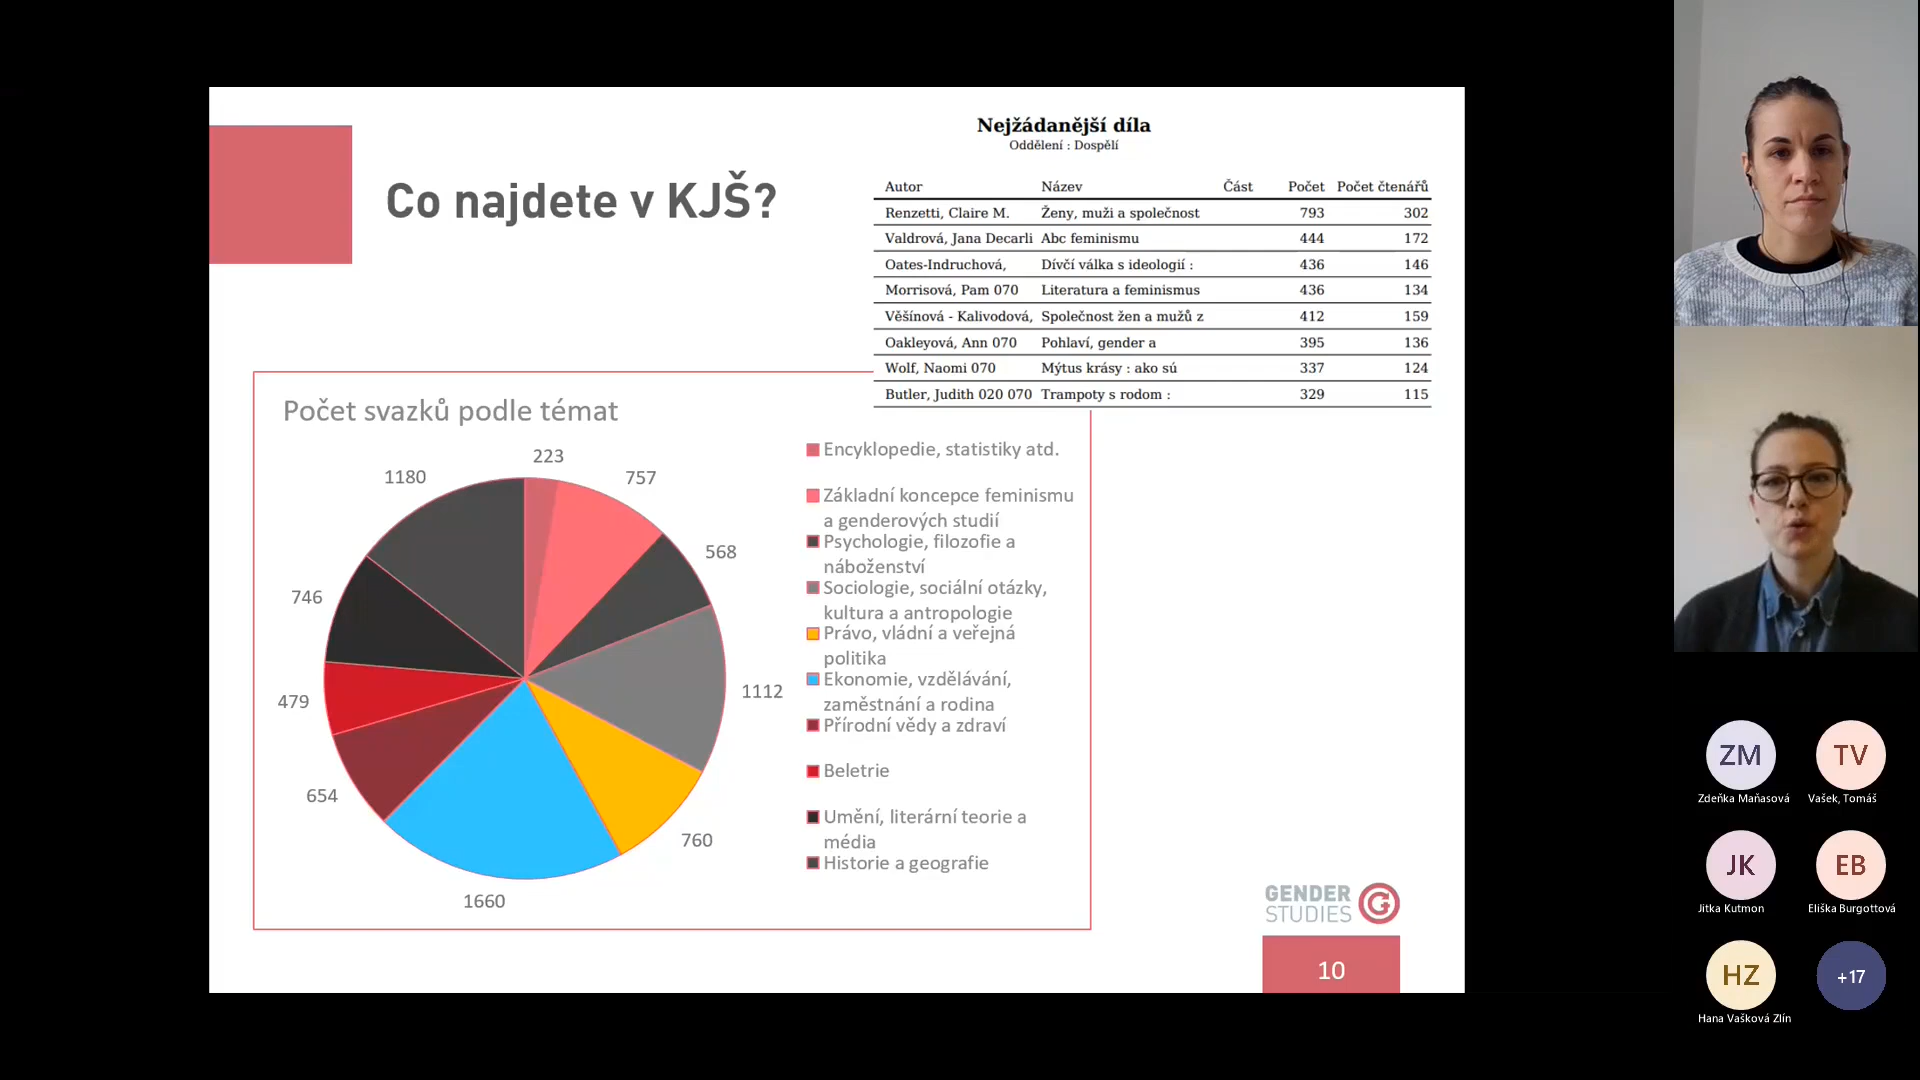 Co najdete v KJŠ?
Nejžádanější díla
Oddělení : Dospělí
Autor Název Část Počet Počet čtenářů
Renzetti, Claire M. Ženy, muži a společnost 793 302
Valdrová, Jana Decarli Abc feminismu 444 172
Oates-Indruchová, Dívčí válka s ideologií : 436 146
Morrisová, Pam 070 Literatura a feminismus 436 134
Věšínová - Kalivodová, Společnost žen a mužů z 412 159
Oakleyová, Ann 070 Pohlaví, gender a 395 136
Wolf, Naomi 070 Mýtus krásy : ako sú 337 124
Butler, Judith 020 070 Trampoty s rodom : 329 115
Počet svazků podle témat
223
757
568
1112
760
1660
654
479
746
1180
Encyklopedie, statistiky atd.
Základní koncepce feminismu
a genderových studií
Psychologie, filozofie a
náboženství
Sociologie, sociální otázky,
kultura a antropologie
Právo, vládní a veřejná
politika
Ekonomie, vzdělávání,
zaměstnání a rodina
Přírodní vědy a zdraví
Beletrie
Umění, literární teorie a
média
Historie a geografie
GENDER
STUDIES
10
ZM
Zdeňka Maňasová
TV
Vašek, Tomáš
JK
Jitka Kutmon
EB
Eliška Burgottová
HZ
Hana Vašková Zlín
+17